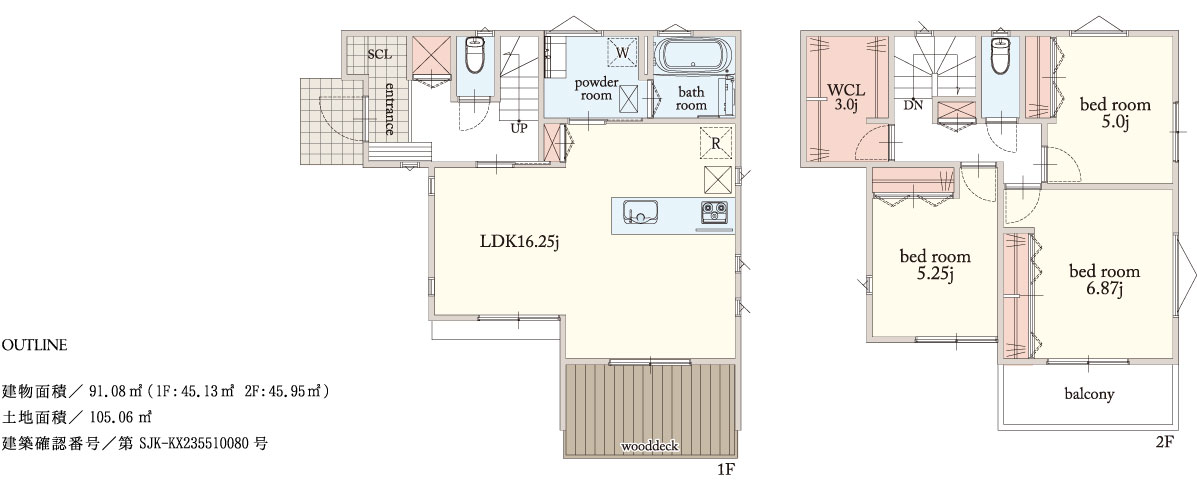 SCL
entrance
UP
powder
room
W
bath
room
R
LDK16.25j
wooddeck
1F
WCL
3.0j
DN
bed room
5.0j
bed room
5.25j
bed room
6.87j
balcony
2F
OUTLINE
建物面積／ 91.08㎡（1F:45.13㎡ 2F:45.95㎡）
土地面積／ 105.06 ㎡
建築確認番号／第 SJK-KX235510080 号